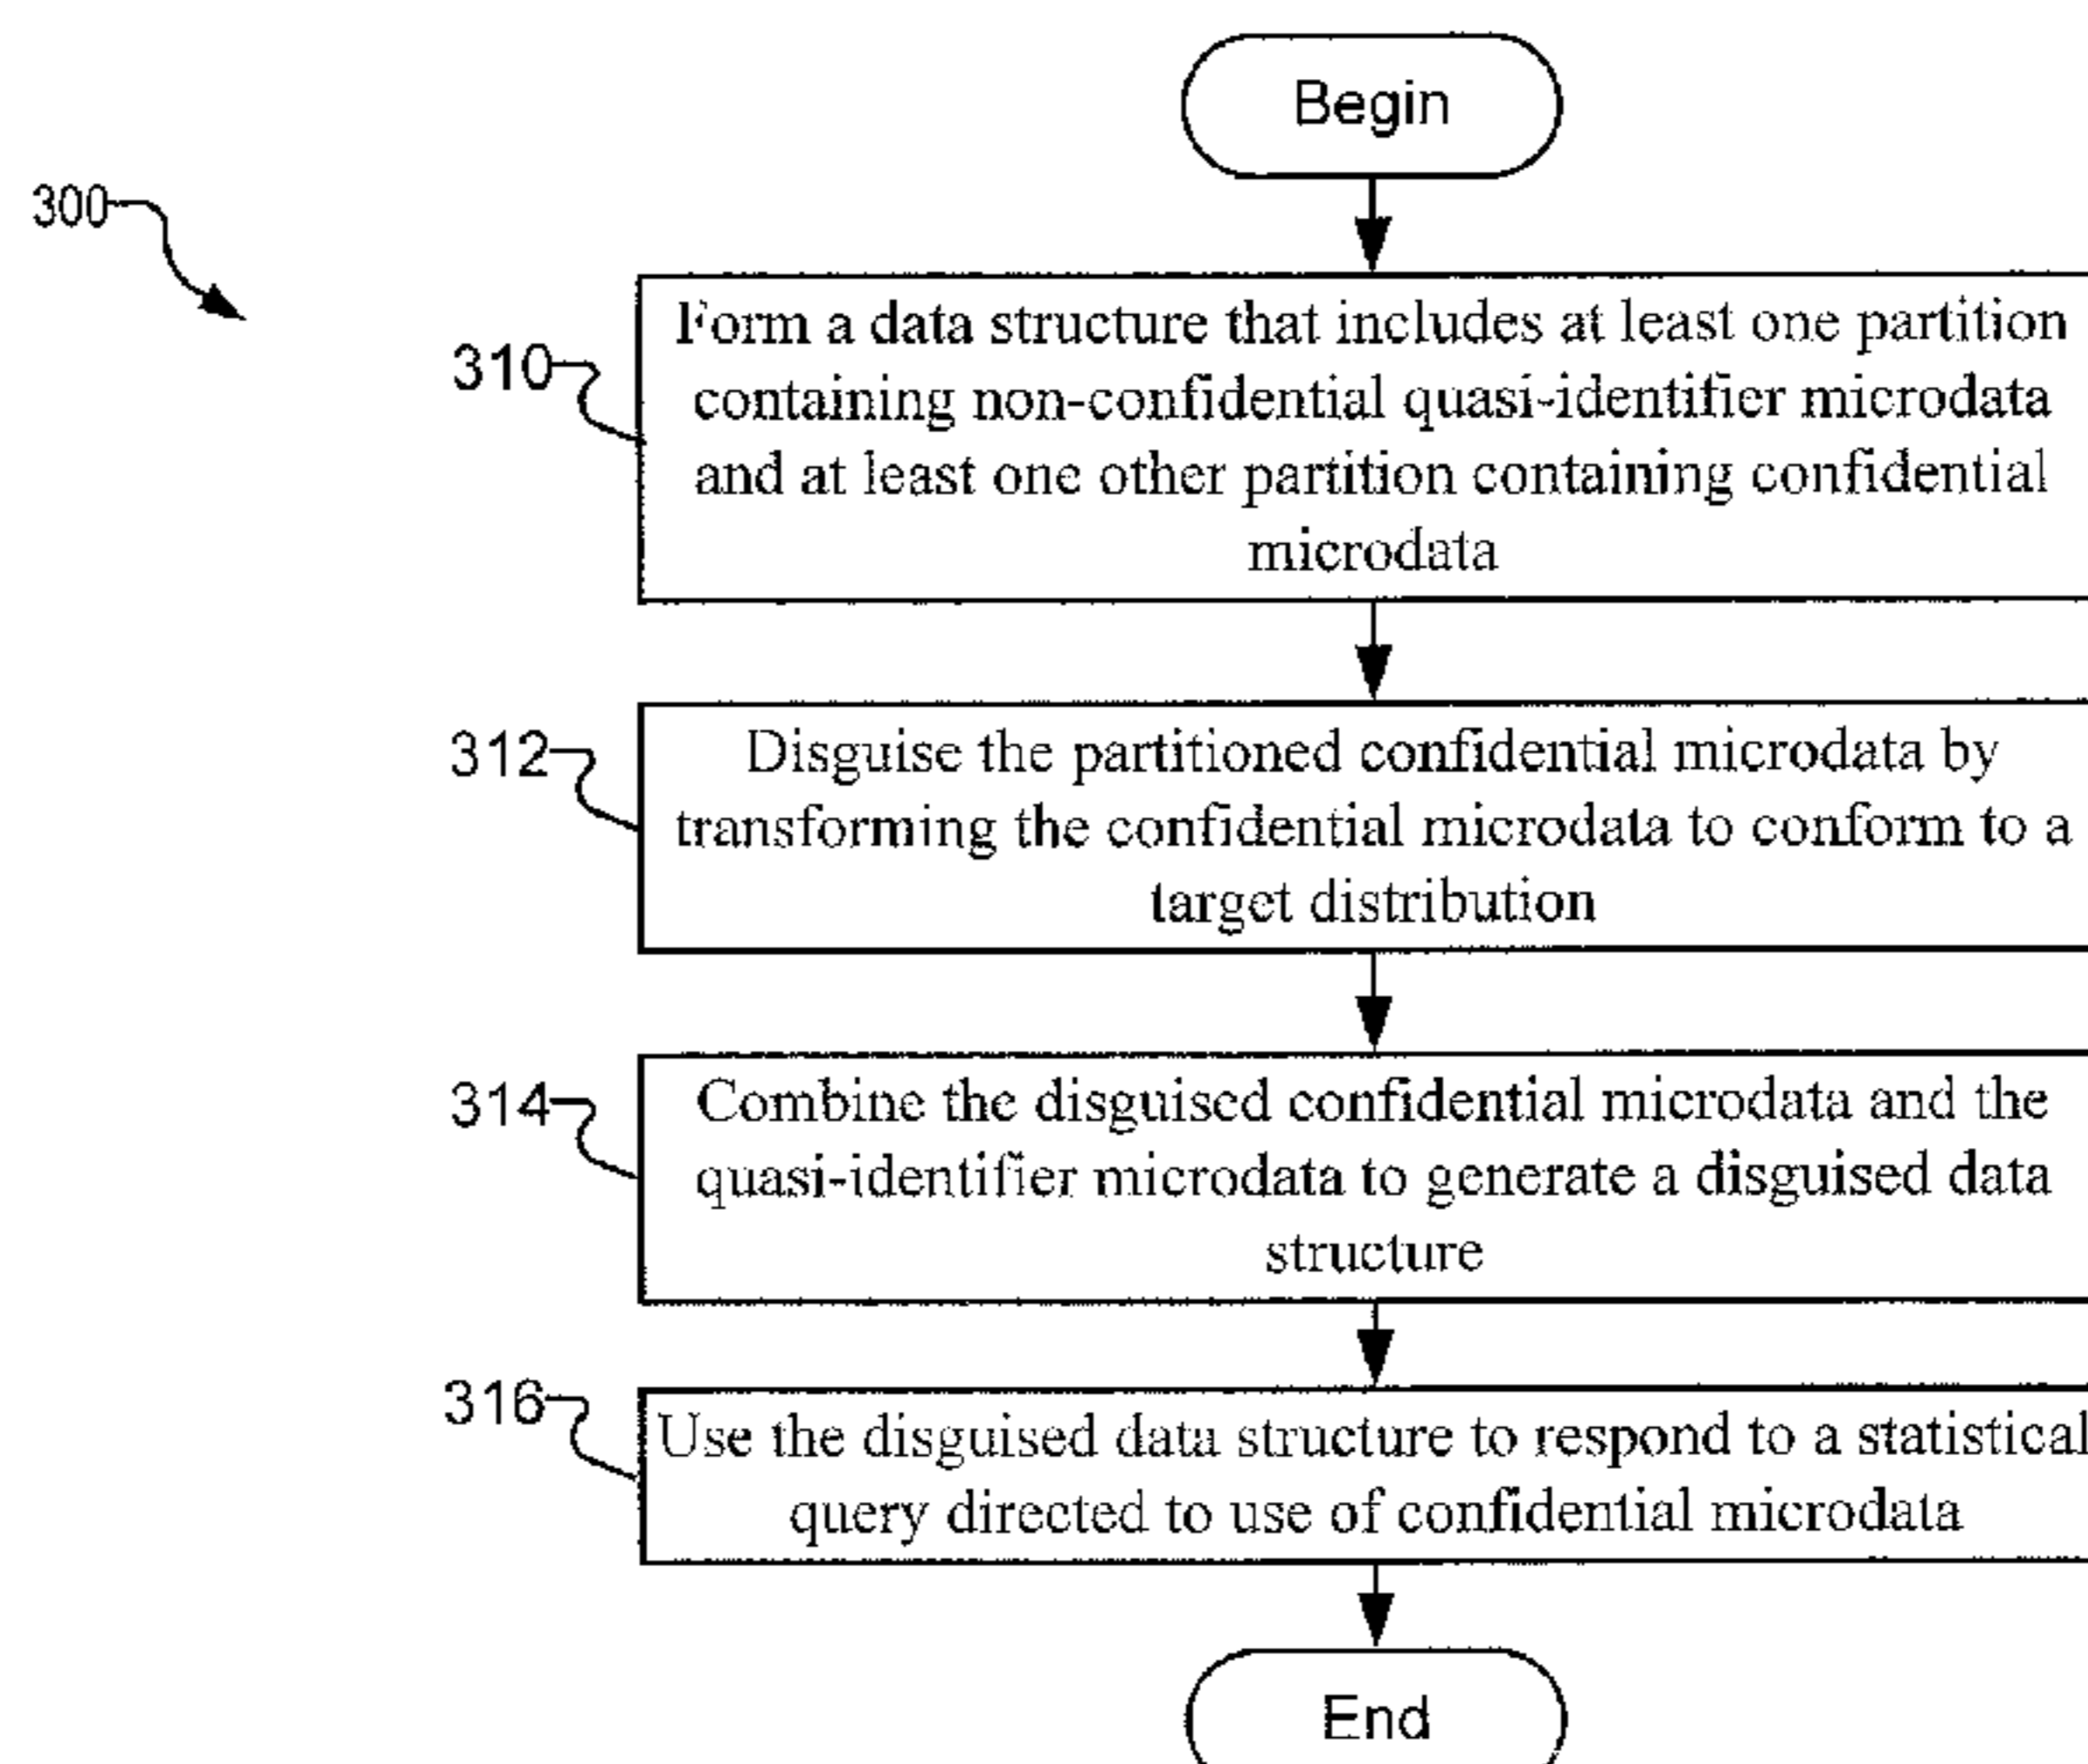 Begin
300
310
Form a data structure that includes at least one partition
containing non-confidential quasi-identifier microdata
and at least one other partition containing confidential
microdata
312
Disguise the partitioned confidential microdata by
transforming the confidential microdata to conform to a
target distribution
314
Combine the disguised confidential microdata and the
quasi-identifier microdata to generate a disguised data
structure
316
Use the disguised data structure to respond to a statistical
query directed to use of confidential microdata
End